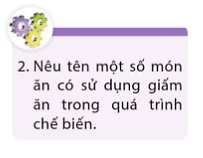 2. Nêu tên một số món
ăn có sử dụng giấm
ăn trong quá trình
chế biến.